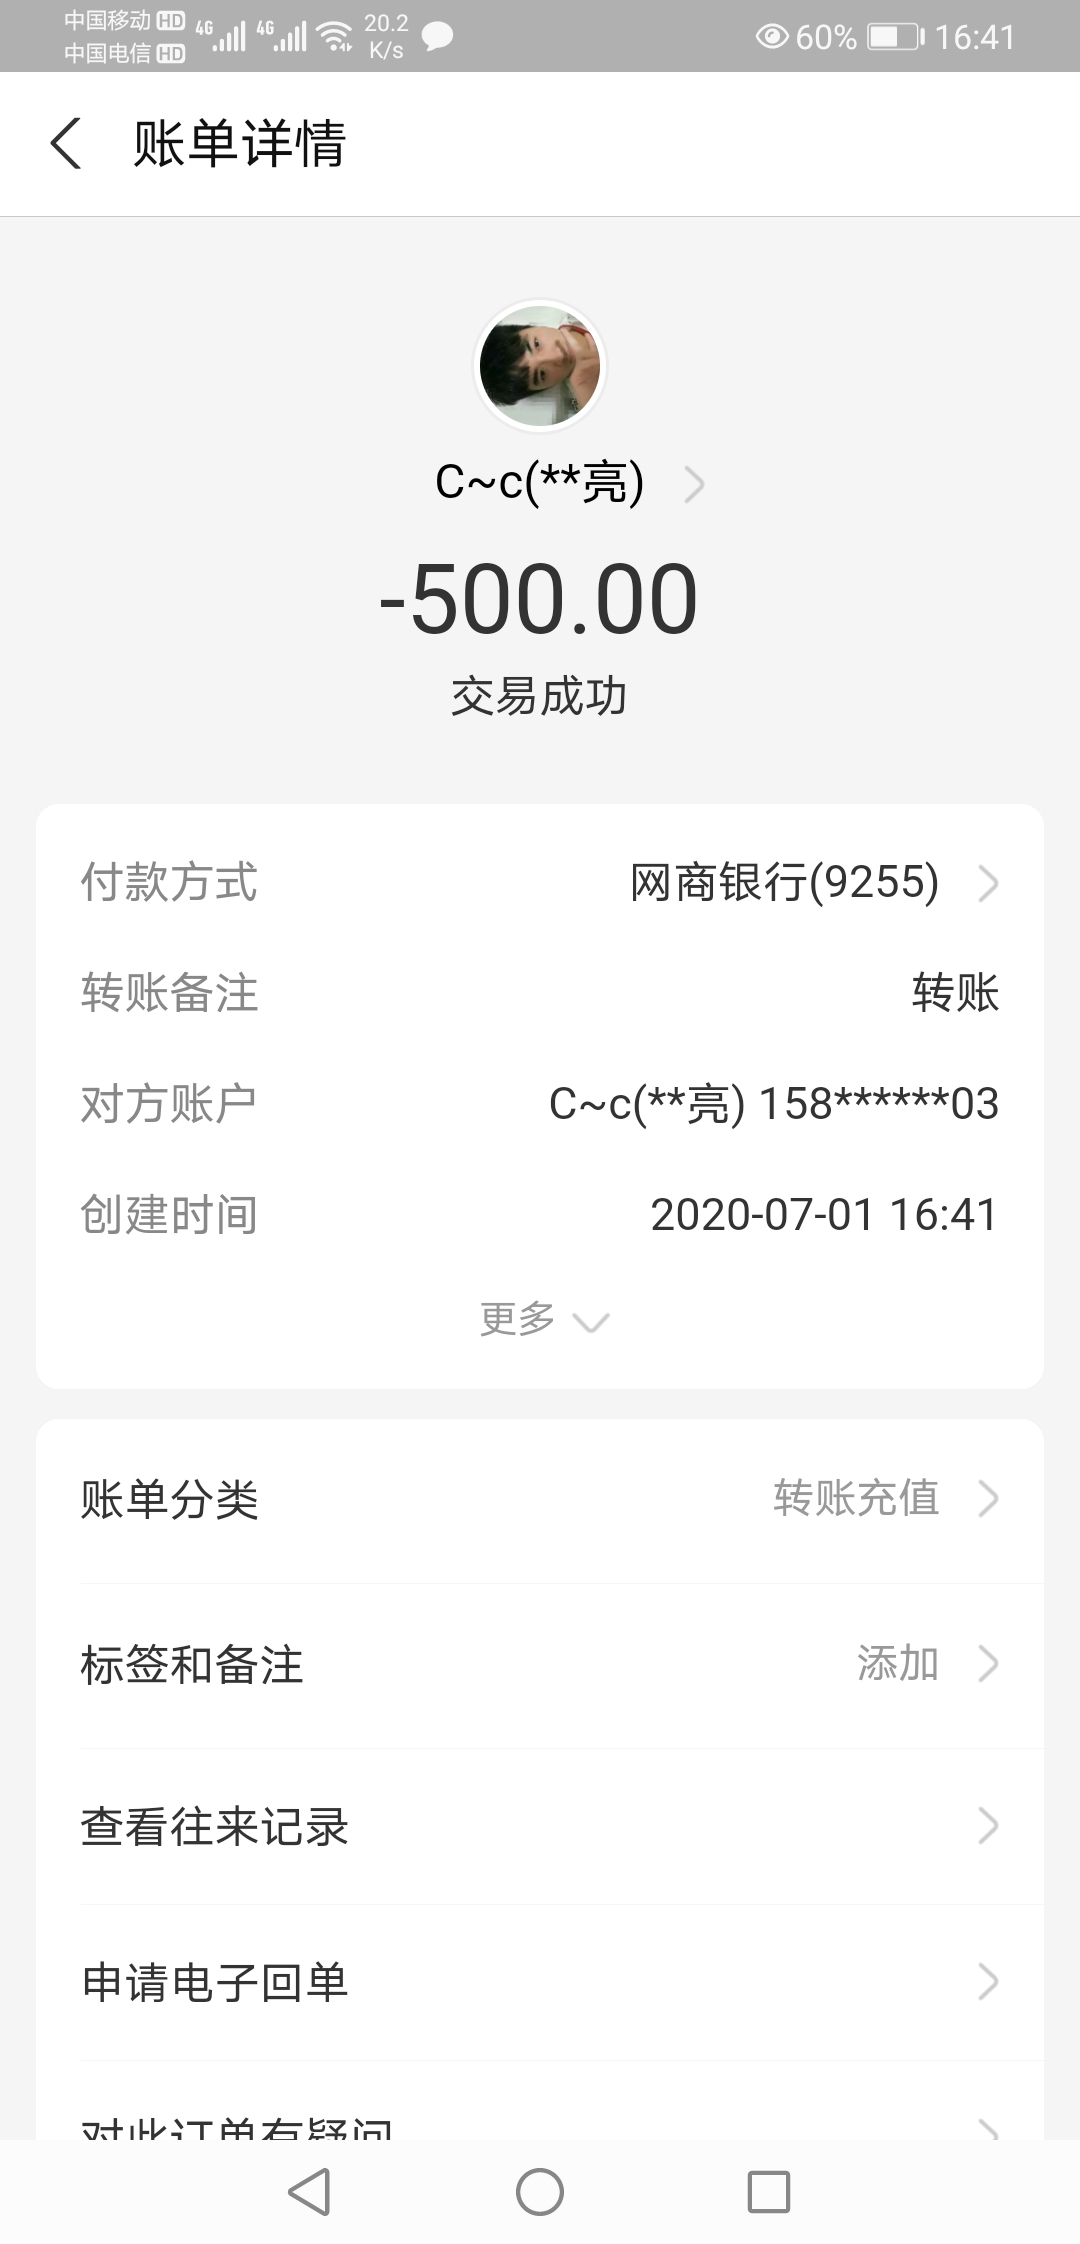 中国移动 HD 4G 4G 20.2 K/s 60% 16:41
中国电信 HD
账单详情
C~c(**亮)
-500.00
交易成功
付款方式 网商银行(9255)
转账备注 转账
对方账户 C~c(**亮) 158******03
创建时间 2020-07-01 16:41
更多
账单分类 转账充值
标签和备注 添加
查看往来记录
申请电子回单
对此订单有疑问